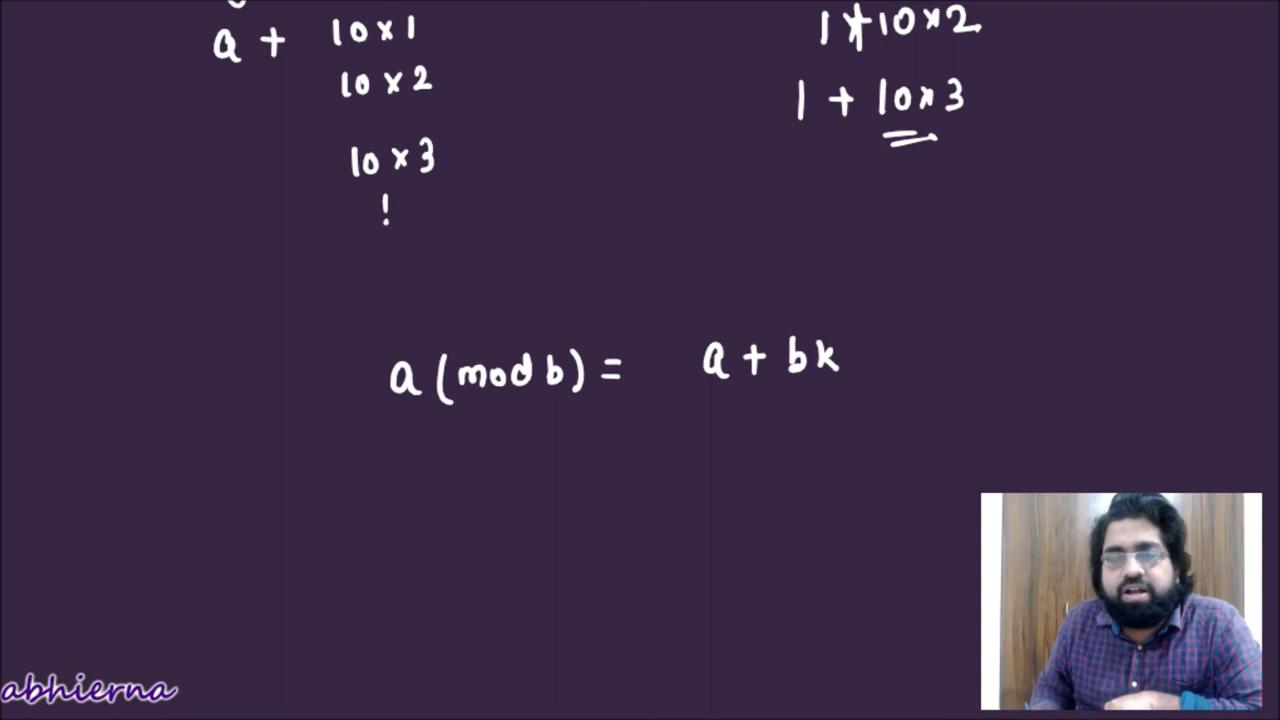 a + 10 x 1
10 x 2
10 x 3
!
1 + 10 x 2
1 + 10 x 3
a (mod b) = a + bk
abhierna